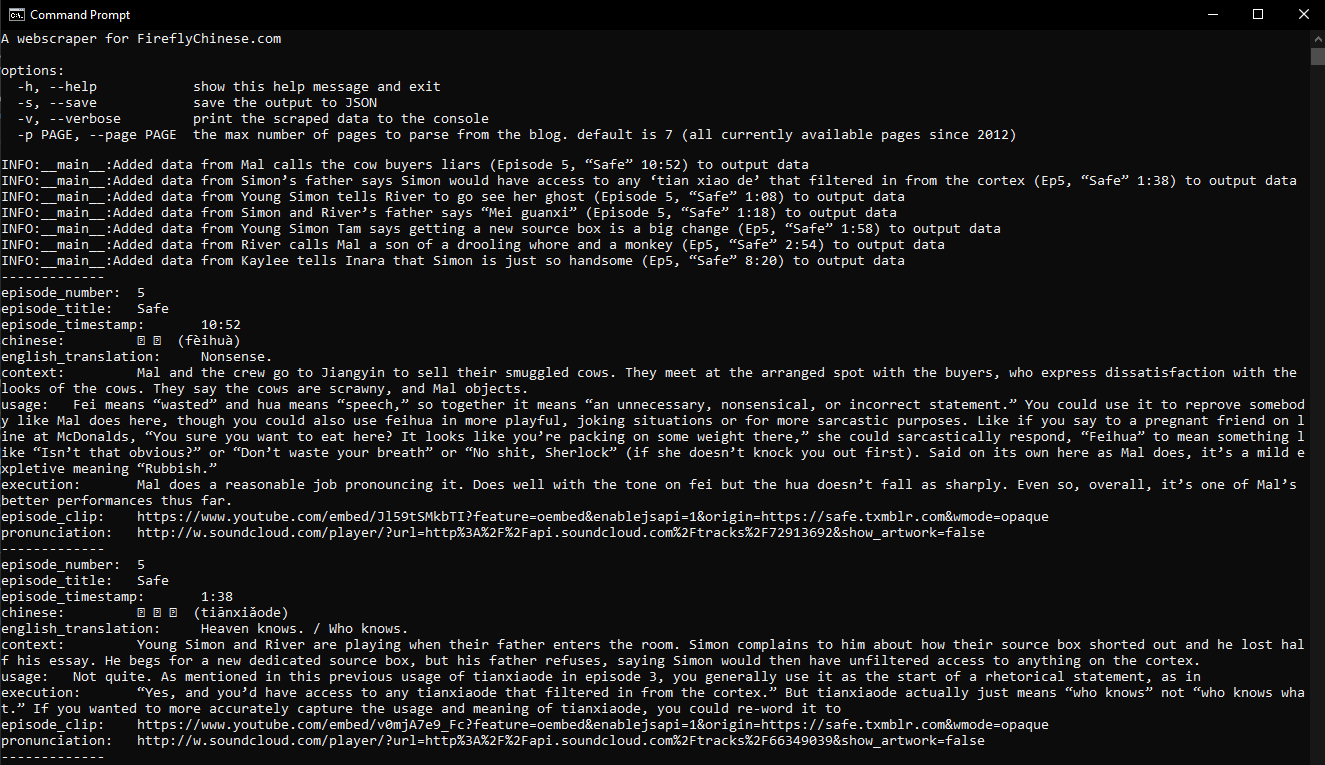 Command Prompt
A webscraper for FireflyChinese.com
options:
-h, --help show this help message and exit
-s, --save save the output to JSON
-v, --verbose print the scraped data to the console
-p PAGE, --page PAGE the max number of pages to parse from the blog. default is 7 (all currently available pages since 2012)
INFO:__main__:Added data from Mal calls the cow buyers liars (Episode 5, “Safe” 10:52) to output data
INFO:__main__:Added data from Simon’s father says Simon would have access to any ‘tian xiao de’ that filtered in from the cortex (Ep5, “Safe” 1:38) to output data
INFO:__main__:Added data from Young Simon tells River to go see her ghost (Episode 5, “Safe” 1:08) to output data
INFO:__main__:Added data from Simon and River’s father says “Mei guanxi” (Episode 5, “Safe” 1:18) to output data
INFO:__main__:Added data from Young Simon Tam says getting a new source box is a big change (Ep5, “Safe” 1:58) to output data
INFO:__main__:Added data from River calls Mal a son of a drooling whore and a monkey (Ep5, “Safe” 2:54) to output data
INFO:__main__:Added data from Kaylee tells Inara that Simon is just so handsome (Ep5, “Safe” 8:20) to output data
-------------
episode_number: 5
episode_title: Safe
episode_timestamp: 10:52
chinese: (fèihuà)
english_translation: Nonsense.
context: Mal and the crew go to Jiangyin to sell their smuggled cows. They meet at the arranged spot with the buyers, who express dissatisfaction with the
looks of the cows. They say the cows are scrawny, and Mal objects.
usage: Fei means “wasted” and hua means “speech,” so together it means “an unnecessary, nonsensical, or incorrect statement.” You could use it to reprove somebod
y like Mal does here, though you could also use feihua in more playful, joking situations or for more sarcastic purposes. Like if you say to a pregnant friend on l
ine at McDonalds, “You sure you want to eat here? It looks like you’re packing on some weight there,” she could sarcastically respond, “Feihua” to mean something l
ike “Isn’t that obvious?” or “Don’t waste your breath” or “No shit, Sherlock” (if she doesn’t knock you out first). Said on its own here as Mal does, it’s a mild e
xpletive meaning “Rubbish.”
execution: Mal does a reasonable job pronouncing it. Does well with the tone on fei but the hua doesn’t fall as sharply. Even so, overall, it’s one of Mal’s
better performances thus far.
episode_clip: https://www.youtube.com/embed/Jl59tSMkbTI?feature=oembed&enablejsapi=1&origin=https://safe.txmblr.com&wmode=opaque
pronunciation: http://w.soundcloud.com/player/?url=http%3A%2F%2Fapi.soundcloud.com%2Ftracks%2F72913692&show_artwork=false
-------------
episode_number: 5
episode_title: Safe
episode_timestamp: 1:38
chinese: (tiānxiǎode)
english_translation: Heaven knows. / Who knows.
context: Young Simon and River are playing when their father enters the room. Simon complains to him about how their source box shorted out and he lost hal
f his essay. He begs for a new dedicated source box, but his father refuses, saying Simon would then have unfiltered access to anything on the cortex.
usage: Not quite. As mentioned in this previous usage of tianxiaode in episode 3, you generally use it as the start of a rhetorical statement, as in
execution: “Yes, and you’d have access to any tianxiaode that filtered in from the cortex.” But tianxiaode actually just means “who knows” not “who knows wha
t.” If you wanted to more accurately capture the usage and meaning of tianxiaode, you could re-word it to
episode_clip: https://www.youtube.com/embed/v0mjA7e9_Fc?feature=oembed&enablejsapi=1&origin=https://safe.txmblr.com&wmode=opaque
pronunciation: http://w.soundcloud.com/player/?url=http%3A%2F%2Fapi.soundcloud.com%2Ftracks%2F66349039&show_artwork=false
-------------